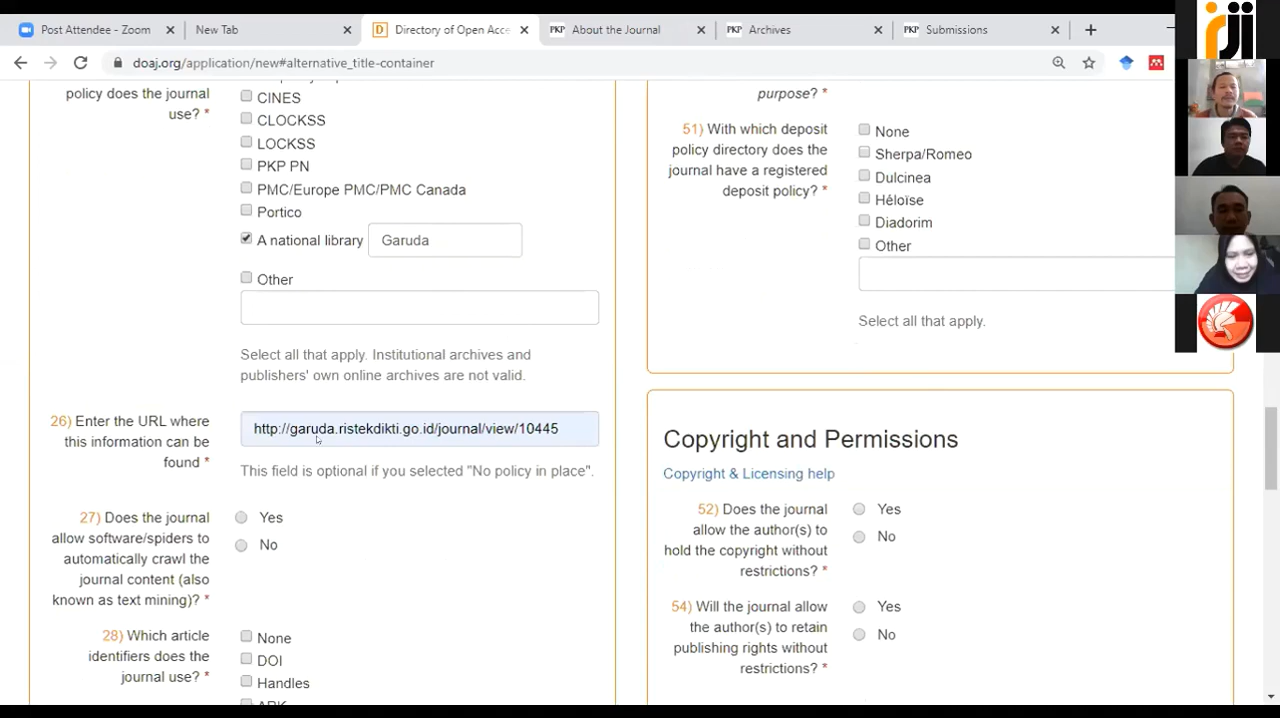 Post Attendee - Zoom
New Tab
Directory of Open Acce
PKP About the Journal
PKP Archives
PKP Submissions
doaj.org/application/new#alternative_title-container
policy does the journal
use? *
CINES
CLOCKSS
LOCKSS
PKP PN
PMC/Europe PMC/PMC Canada
Portico
A national library Garuda
Other
Select all that apply. Institutional archives and
publishers' own online archives are not valid.
26) Enter the URL where
this information can be
found *
http://garuda.ristekdikti.go.id/journal/view/10445
This field is optional if you selected "No policy in place".
27) Does the journal
allow software/spiders to
automatically crawl the
journal content (also
known as text mining)? *
Yes
No
28) Which article
identifiers does the
journal use? *
None
DOI
Handles
ARK
purpose? *
51) With which deposit
policy directory does the
journal have a registered
deposit policy? *
None
Sherpa/Romeo
Dulcinea
Héloïse
Diadorim
Other
Select all that apply.
Copyright and Permissions
Copyright & Licensing help
52) Does the journal
allow the author(s) to
hold the copyright without
restrictions? *
Yes
No
54) Will the journal allow
the author(s) to retain
publishing rights without
restrictions? *
Yes
No
rji